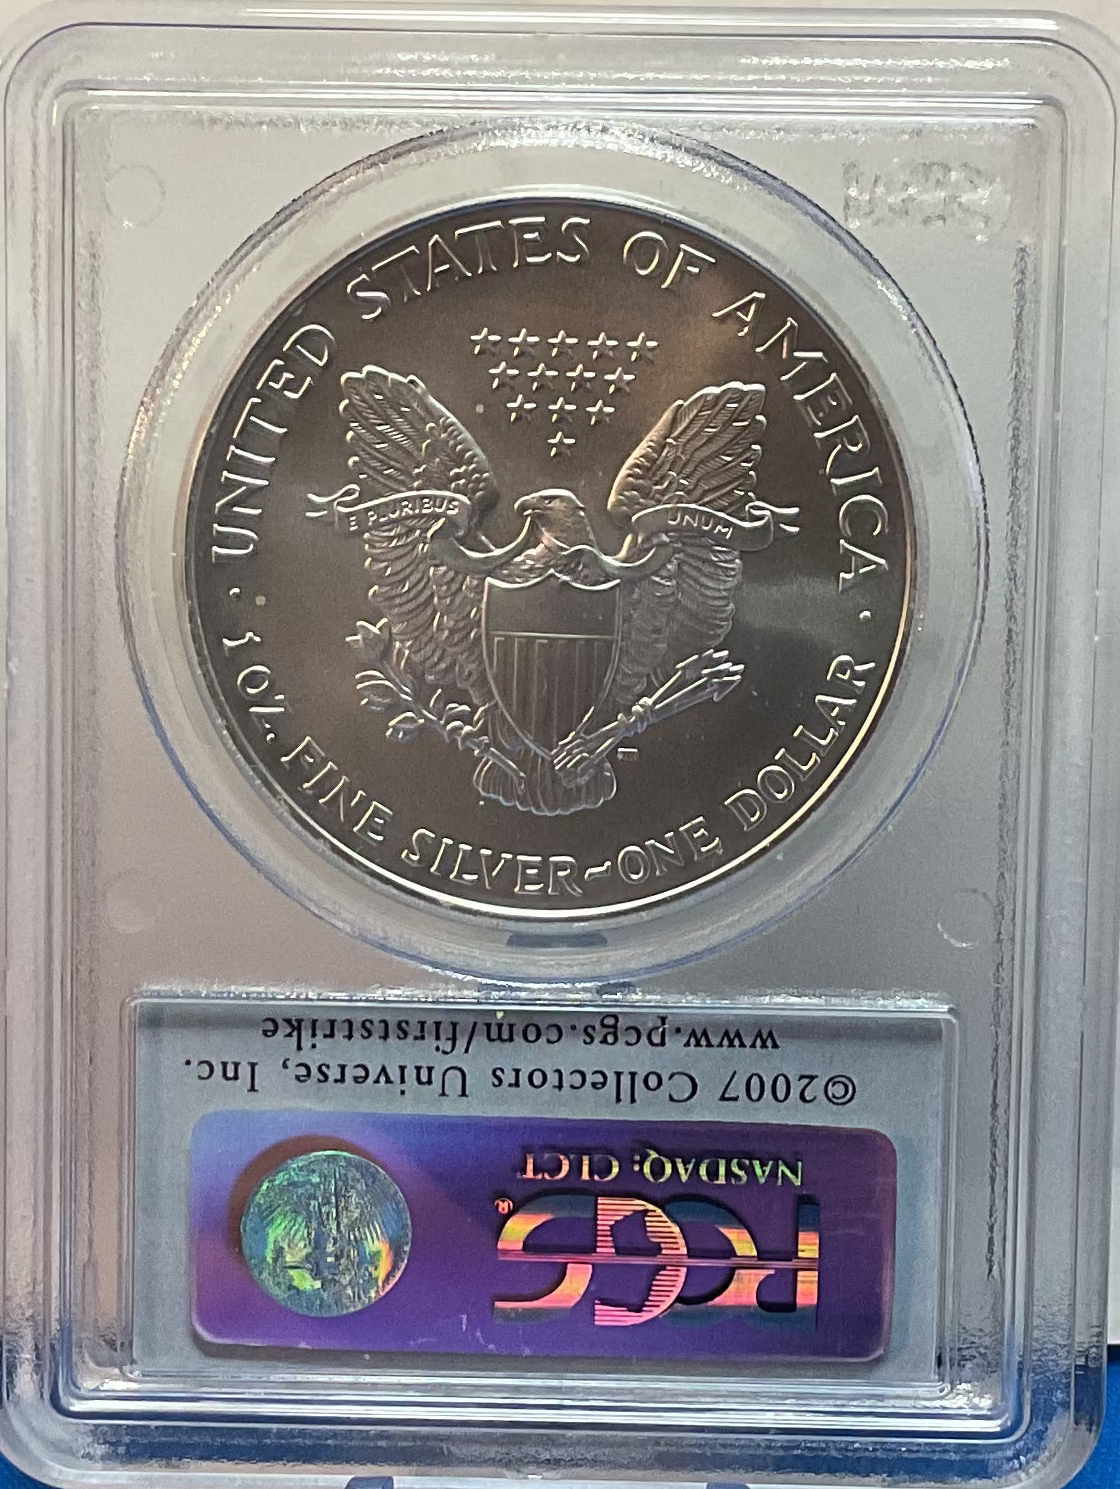 UNITED STATES OF AMERICA
E PLURIBUS UNUM
1 OZ. FINE SILVER~ONE DOLLAR
www.pcgs.com/firststrike
©2007 Collectors Universe, Inc.
NASDAQ: CLCT
PCGS®